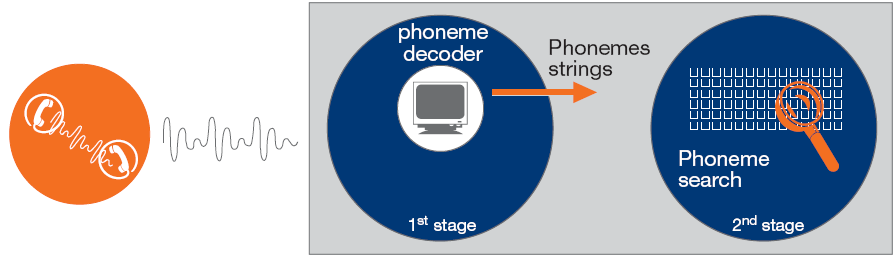 phoneme
decoder
1st stage
Phonemes
strings
Phoneme
search
2nd stage